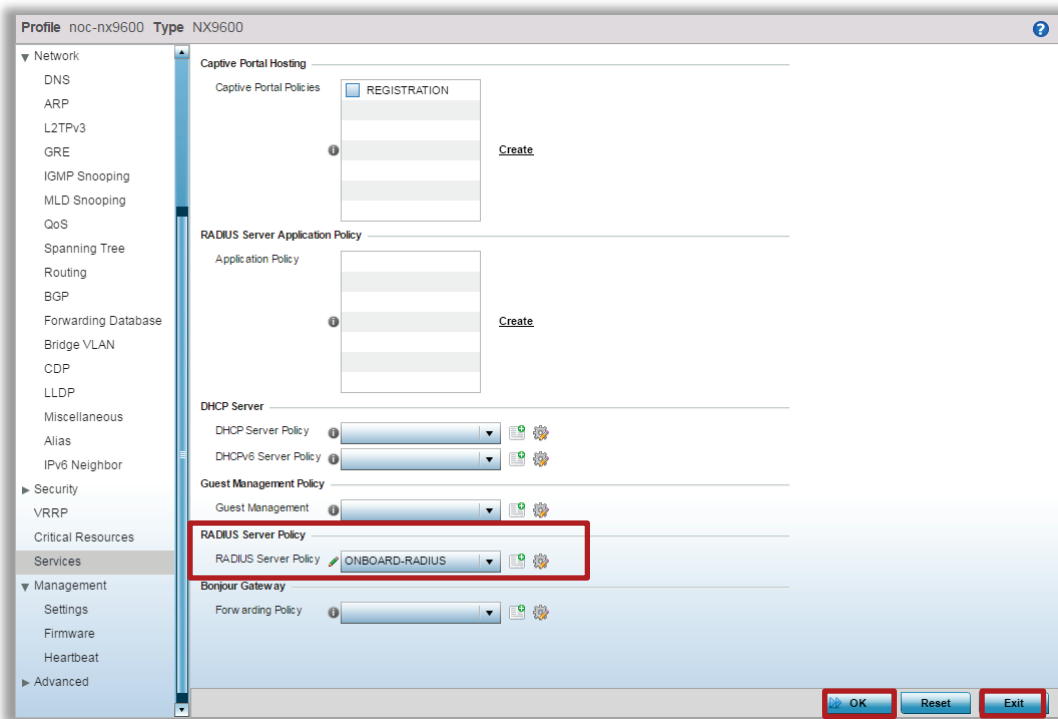 Profile noc-nx9600 Type NX9600
Network
DNS
ARP
L2TPv3
GRE
IGMP Snooping
MLD Snooping
QoS
Spanning Tree
Routing
BGP
Forwarding Database
Bridge VLAN
CDP
LLDP
Miscellaneous
Alias
IPv6 Neighbor
Security
VRRP
Critical Resources
Services
Management
Settings
Firmware
Heartbeat
Advanced
Captive Portal Hosting
Captive Portal Policies
REGISTRATION
Create
RADIUS Server Application Policy
Application Policy
Create
DHCP Server
DHCP Server Policy
DHCPv6 Server Policy
Guest Management Policy
Guest Management
RADIUS Server Policy
RADIUS Server Policy ONBOARD-RADIUS
Bonjour Gateway
Forwarding Policy
OK Reset Exit